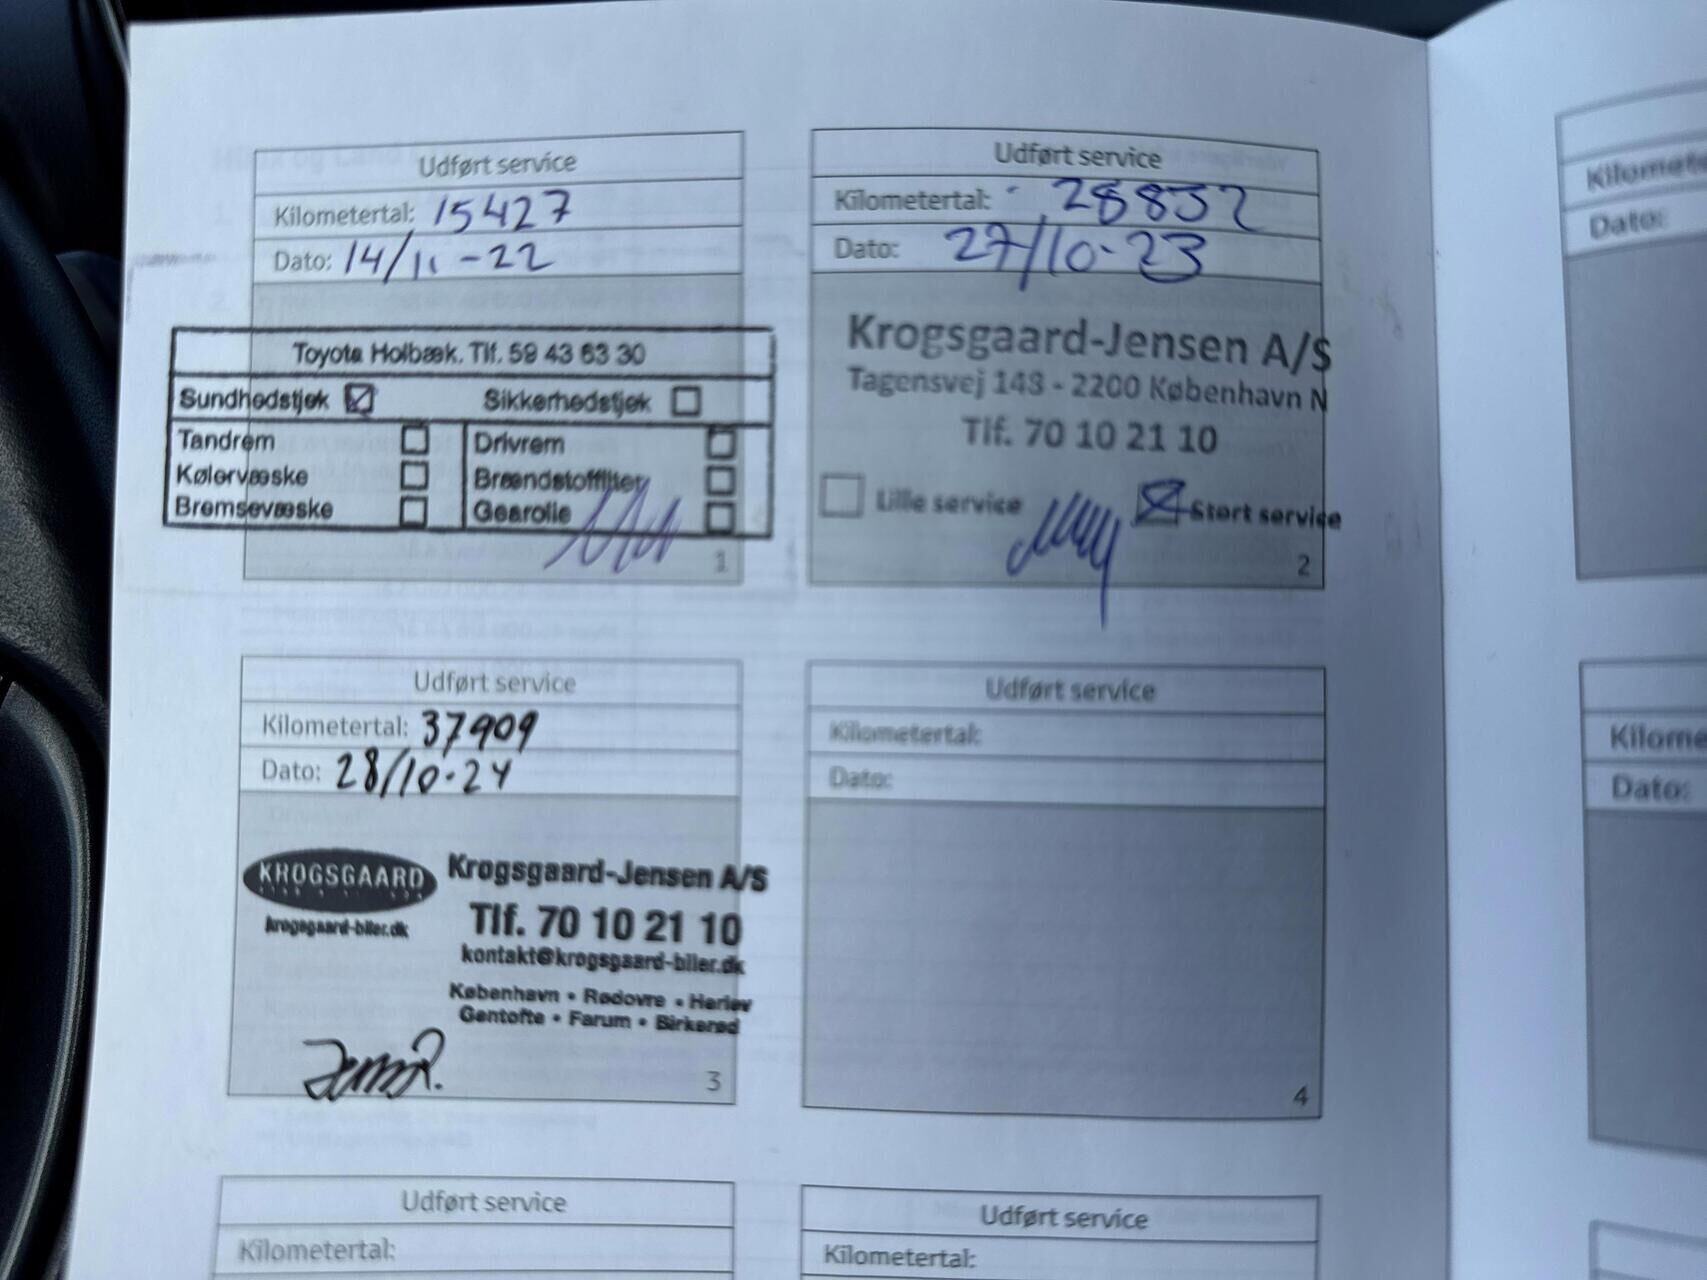 Udført service
Kilometertal: 15427
Dato: 14/11-22
Toyota Holbæk. Tlf. 59 43 63 30
Sundhedstjek Sikkerhedstjek
Tandrem Drivrem
Kølervæske Brændstoffilter
Bremsevæske Gearolie
1
Udført service
Kilometertal: 28832
Dato: 27/10-23
Krogsgaard-Jensen A/S
Tagensvej 148 - 2200 København N
Tlf. 70 10 21 10
Lille service Stort service
2
Udført service
Kilometertal: 37909
Dato: 28/10-24
KROGSGAARD
krogsgaard-biler.dk
Krogsgaard-Jensen A/S
Tlf. 70 10 21 10
kontakt@krogsgaard-biler.dk
København • Rødovre • Herlev
Gentofte • Farum • Birkerød
3
Udført service
Kilometertal:
Dato:
4
Udført service
Kilometertal:
Udført service
Kilometertal:
Dato:
Dato: